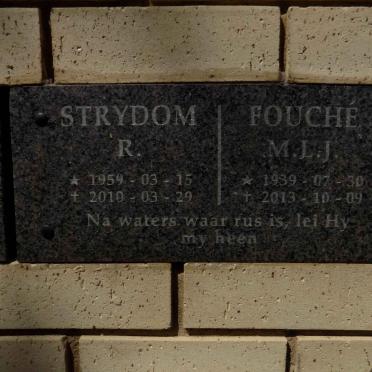 STRYDOM FOUCHÉ
R. M.L.J.
★ 1959 - 03 - 15 ★ 1939 - 07 - 30
✝ 2010 - 03 - 29 ✝ 2013 - 10 - 09
Na waters waar rus is, lei Hy
my heen